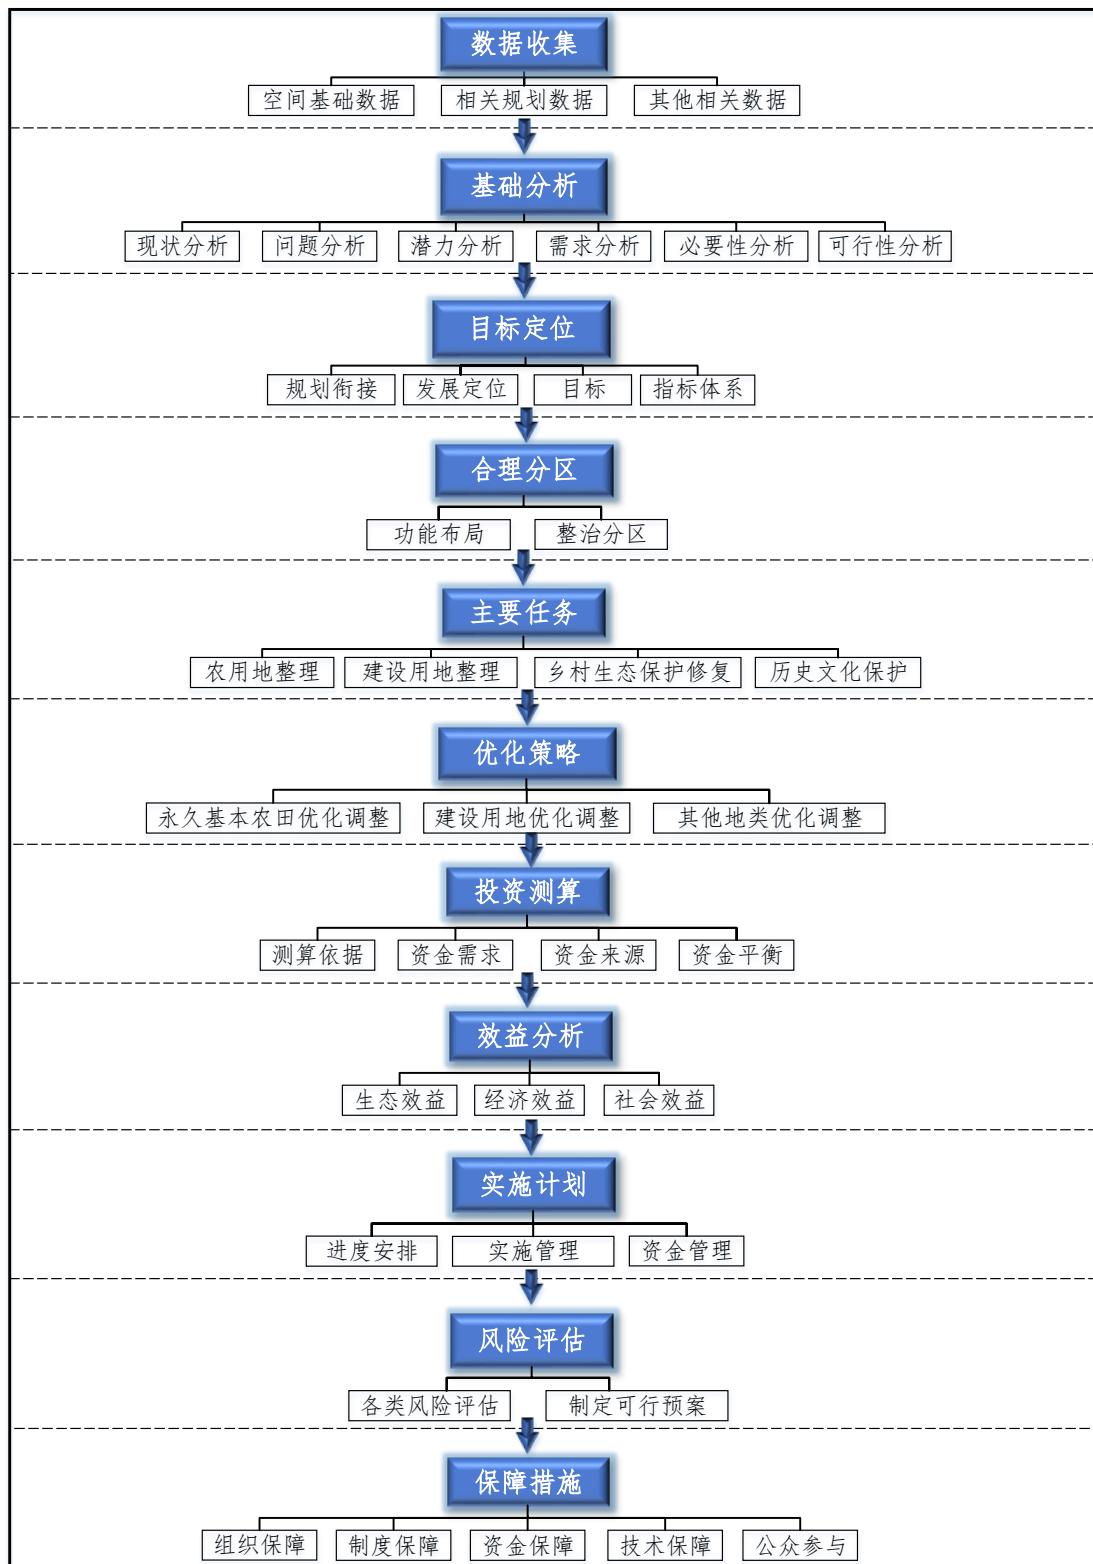 数据收集
空间基础数据 相关规划数据 其他相关数据
基础分析
现状分析 问题分析 潜力分析 需求分析 必要性分析 可行性分析
目标定位
规划衔接 发展定位 目标 指标体系
合理分区
功能布局 整治分区
主要任务
农用地整理 建设用地整理 乡村生态保护修复 历史文化保护
优化策略
永久基本农田优化调整 建设用地优化调整 其他地类优化调整
投资测算
测算依据 资金需求 资金来源 资金平衡
效益分析
生态效益 经济效益 社会效益
实施计划
进度安排 实施管理 资金管理
风险评估
各类风险评估 制定可行预案
保障措施
组织保障 制度保障 资金保障 技术保障 公众参与